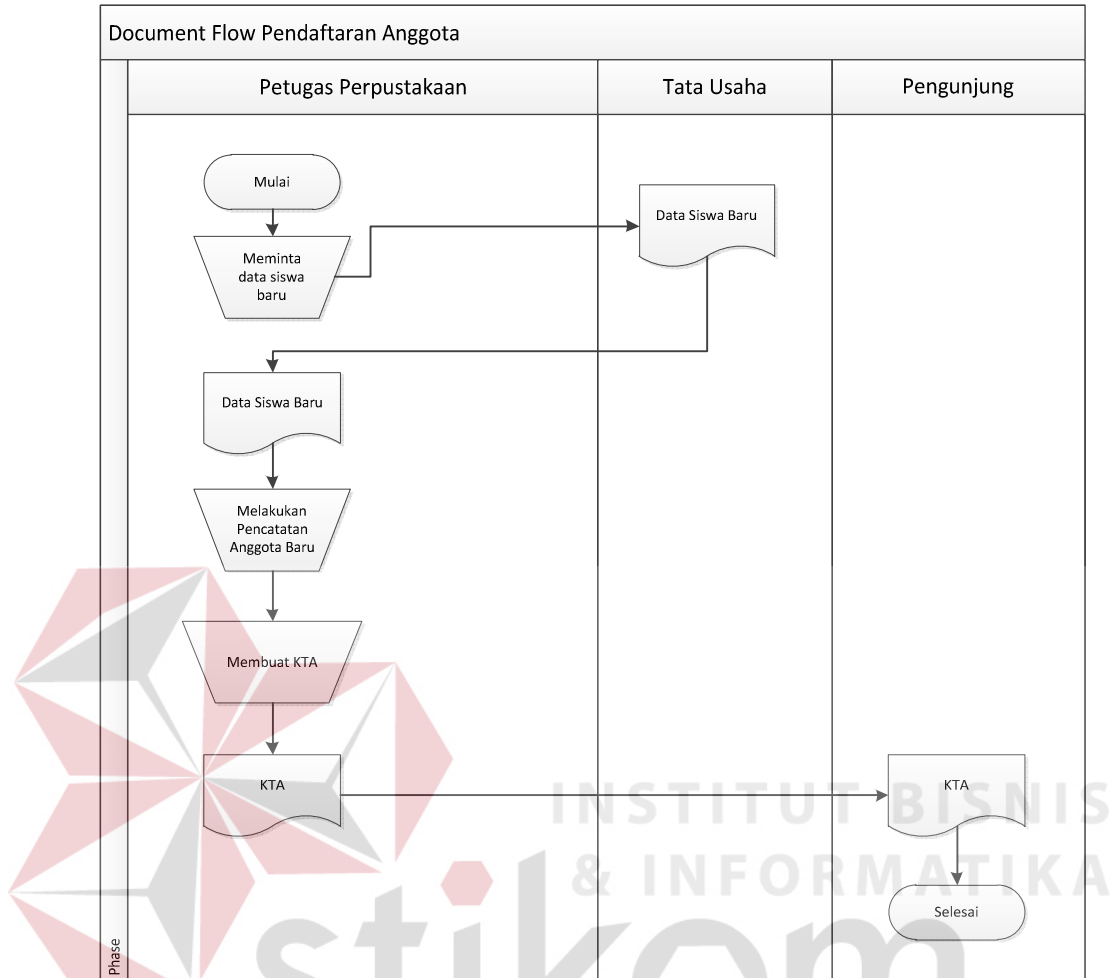 Document Flow Pendaftaran Anggota
Petugas Perpustakaan
Tata Usaha
Pengunjung
Mulai
Meminta
data siswa
baru
Data Siswa Baru
Data Siswa Baru
Melakukan
Pencatatan
Anggota Baru
Membuat KTA
KTA
KTA
Selesai
Phase
INSTITUT BISNIS
& INFORMATIKA
stikom